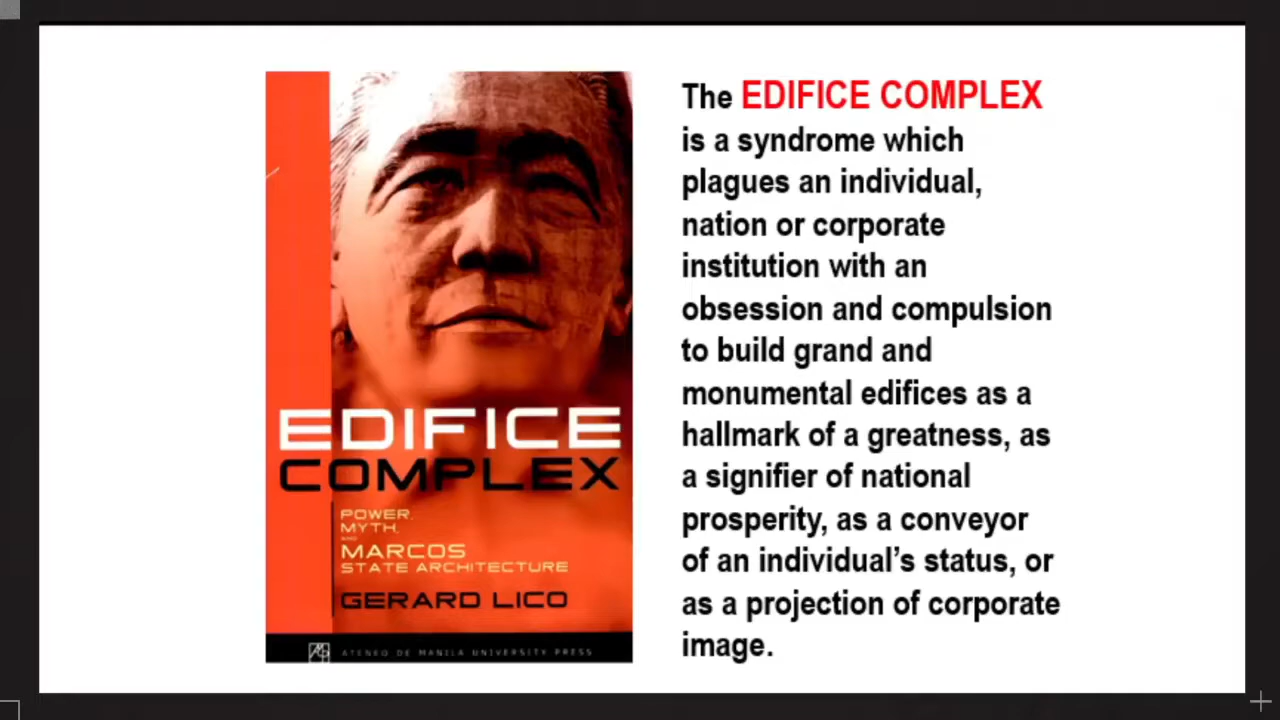 EDIFICE
COMPLEX
POWER,
MYTH,
AND
MARCOS
STATE ARCHITECTURE
GERARD LICO
ATENEO DE MANILA UNIVERSITY PRESS
The EDIFICE COMPLEX
is a syndrome which
plagues an individual,
nation or corporate
institution with an
obsession and compulsion
to build grand and
monumental edifices as a
hallmark of a greatness, as
a signifier of national
prosperity, as a conveyor
of an individual’s status, or
as a projection of corporate
image.